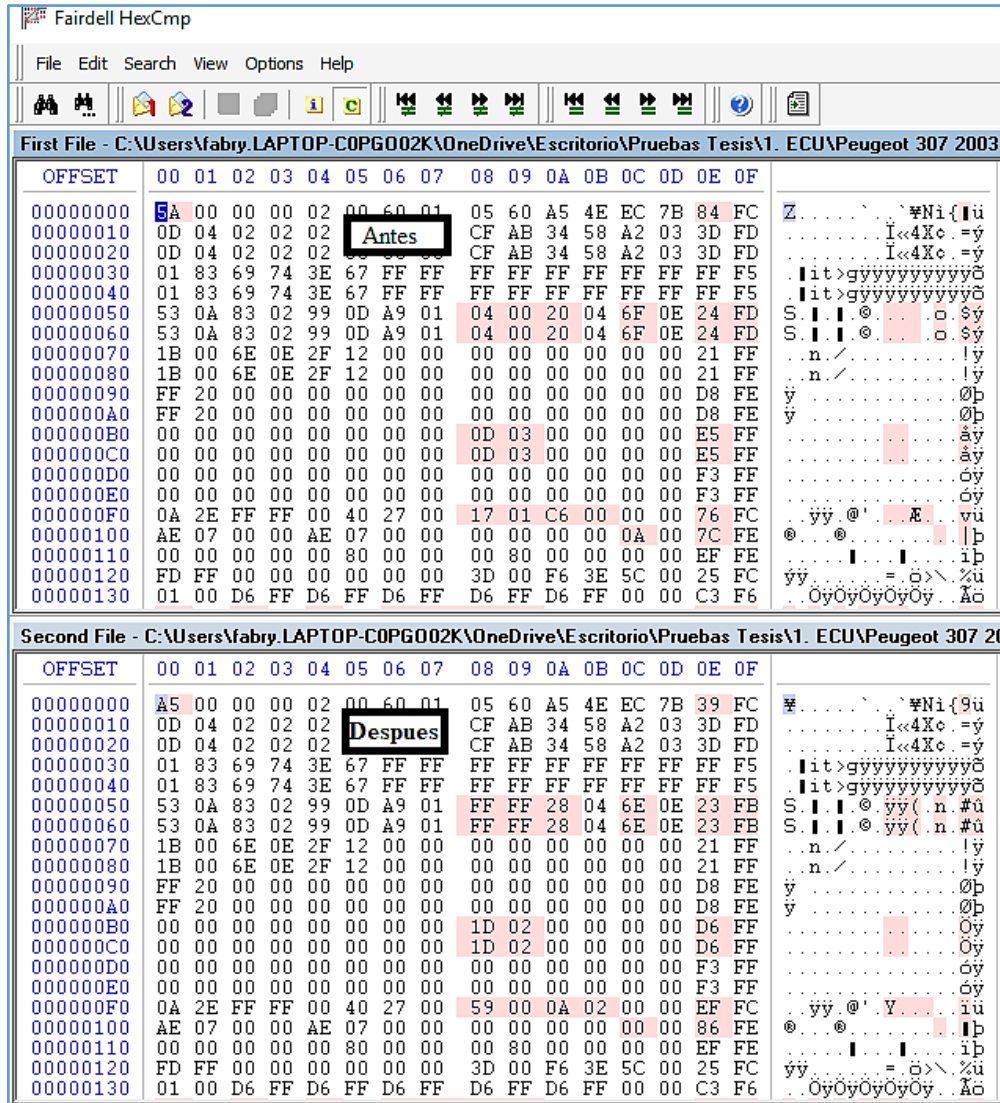 Fairdell HexCmp
File Edit Search View Options Help
First File - C:\Users\fabry.LAPTOP-C0PGO02K\OneDrive\Escritorio\Pruebas Tesis\1. ECU\Peugeot 307 2003
OFFSET 00 01 02 03 04 05 06 07 08 09 0A 0B 0C 0D 0E 0F
00000000 5A 00 00 00 02 00 60 01 05 60 A5 4E EC 7B 84 FC
00000010 0D 04 02 02 02 CF AB 34 58 A2 03 3D FD
Antes
00000020 0D 04 02 02 02 CF AB 34 58 A2 03 3D FD
00000030 01 83 69 74 3E 67 FF FF FF FF FF FF FF FF FF F5
00000040 01 83 69 74 3E 67 FF FF FF FF FF FF FF FF FF F5
00000050 53 0A 83 02 99 0D A9 01 04 00 20 04 6F 0E 24 FD
00000060 53 0A 83 02 99 0D A9 01 04 00 20 04 6F 0E 24 FD
00000070 1B 00 6E 0E 2F 12 00 00 00 00 00 00 00 00 21 FF
00000080 1B 00 6E 0E 2F 12 00 00 00 00 00 00 00 00 21 FF
00000090 FF 20 00 00 00 00 00 00 00 00 00 00 00 00 D8 FE
000000A0 FF 20 00 00 00 00 00 00 00 00 00 00 00 00 D8 FE
000000B0 00 00 00 00 00 00 00 00 0D 03 00 00 00 00 E5 FF
000000C0 00 00 00 00 00 00 00 00 0D 03 00 00 00 00 E5 FF
000000D0 00 00 00 00 00 00 00 00 00 00 00 00 00 00 F3 FF
000000E0 00 00 00 00 00 00 00 00 00 00 00 00 00 00 F3 FF
000000F0 0A 2E FF FF 00 40 27 00 17 01 C6 00 00 00 76 FC
00000100 AE 07 00 00 AE 07 00 00 00 00 00 00 0A 00 7C FE
00000110 00 00 00 00 00 80 00 00 00 80 00 00 00 00 EF FE
00000120 FD FF 00 00 00 00 00 00 3D 00 F6 3E 5C 00 25 FC
00000130 01 00 D6 FF D6 FF D6 FF D6 FF D6 FF 00 00 C3 F6
Second File - C:\Users\fabry.LAPTOP-C0PGO02K\OneDrive\Escritorio\Pruebas Tesis\1. ECU\Peugeot 307 20
OFFSET 00 01 02 03 04 05 06 07 08 09 0A 0B 0C 0D 0E 0F
00000000 A5 00 00 00 02 00 60 01 05 60 A5 4E EC 7B 39 FC
00000010 0D 04 02 02 02 CF AB 34 58 A2 03 3D FD
Despues
00000020 0D 04 02 02 02 CF AB 34 58 A2 03 3D FD
00000030 01 83 69 74 3E 67 FF FF FF FF FF FF FF FF FF F5
00000040 01 83 69 74 3E 67 FF FF FF FF FF FF FF FF FF F5
00000050 53 0A 83 02 99 0D A9 01 FF FF 28 04 6E 0E 23 FB
00000060 53 0A 83 02 99 0D A9 01 FF FF 28 04 6E 0E 23 FB
00000070 1B 00 6E 0E 2F 12 00 00 00 00 00 00 00 00 21 FF
00000080 1B 00 6E 0E 2F 12 00 00 00 00 00 00 00 00 21 FF
00000090 FF 20 00 00 00 00 00 00 00 00 00 00 00 00 D8 FE
000000A0 FF 20 00 00 00 00 00 00 00 00 00 00 00 00 D8 FE
000000B0 00 00 00 00 00 00 00 00 1D 02 00 00 00 00 D6 FF
000000C0 00 00 00 00 00 00 00 00 1D 02 00 00 00 00 D6 FF
000000D0 00 00 00 00 00 00 00 00 00 00 00 00 00 00 F3 FF
000000E0 00 00 00 00 00 00 00 00 00 00 00 00 00 00 F3 FF
000000F0 0A 2E FF FF 00 40 27 00 59 00 0A 02 00 00 EF FC
00000100 AE 07 00 00 AE 07 00 00 00 00 00 00 00 00 86 FE
00000110 00 00 00 00 00 80 00 00 00 80 00 00 00 00 EF FE
00000120 FD FF 00 00 00 00 00 00 3D 00 F6 3E 5C 00 25 FC
00000130 01 00 D6 FF D6 FF D6 FF D6 FF D6 FF 00 00 C3 F6